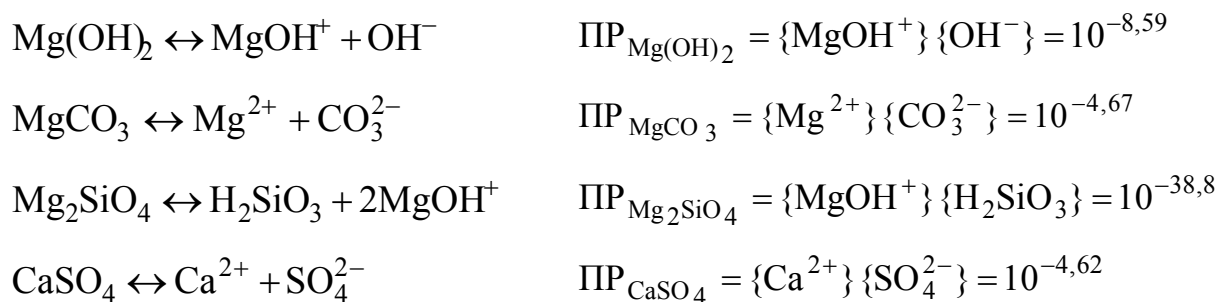 Mg(OH)₂ ↔ MgOH⁺ + OH⁻ ПР_Mg(OH)₂ = {MgOH⁺}{OH⁻} = 10⁻⁸,⁵⁹
MgCO₃ ↔ Mg²⁺ + CO₃²⁻ ПР_MgCO₃ = {Mg²⁺}{CO₃²⁻} = 10⁻⁴,⁶⁷
Mg₂SiO₄ ↔ H₂SiO₃ + 2MgOH⁺ ПР_Mg₂SiO₄ = {MgOH⁺}{H₂SiO₃} = 10⁻³⁸,⁸
CaSO₄ ↔ Ca²⁺ + SO₄²⁻ ПР_CaSO₄ = {Ca²⁺}{SO₄²⁻} = 10⁻⁴,⁶²